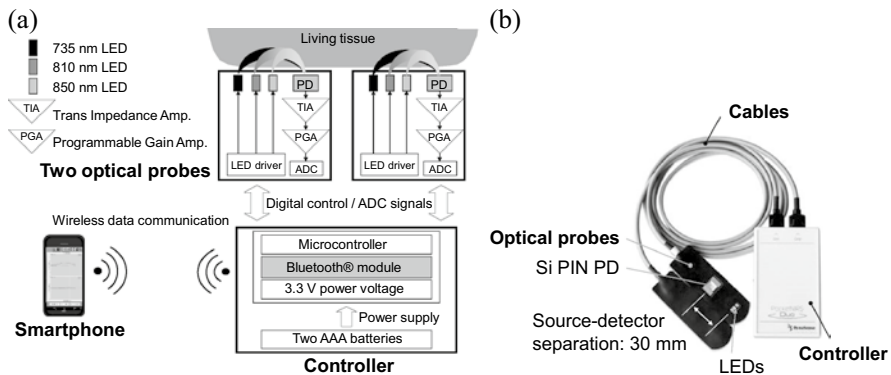 (a)
735 nm LED
810 nm LED
850 nm LED
TIA
Trans Impedance Amp.
PGA
Programmable Gain Amp.
Two optical probes
Living tissue
PD
TIA
PGA
LED driver
ADC
PD
TIA
PGA
LED driver
ADC
Digital control / ADC signals
Wireless data communication
Smartphone
Microcontroller
Bluetooth® module
3.3 V power voltage
Power supply
Two AAA batteries
Controller
(b)
Cables
Optical probes
Si PIN PD
Source-detector
separation: 30 mm
LEDs
Controller